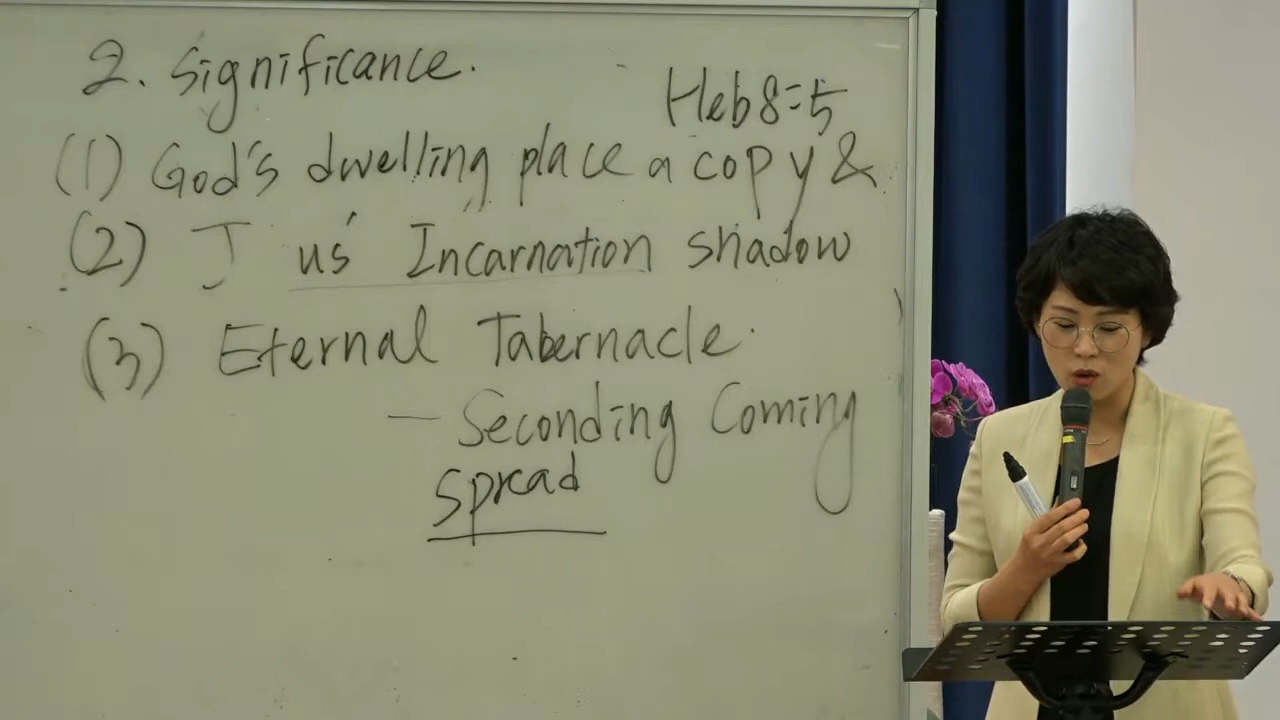 2. Significance.
Heb 8:5
(1) God's dwelling place a copy &
(2) J us' Incarnation shadow
(3) Eternal Tabernacle.
— Seconding Coming
spread